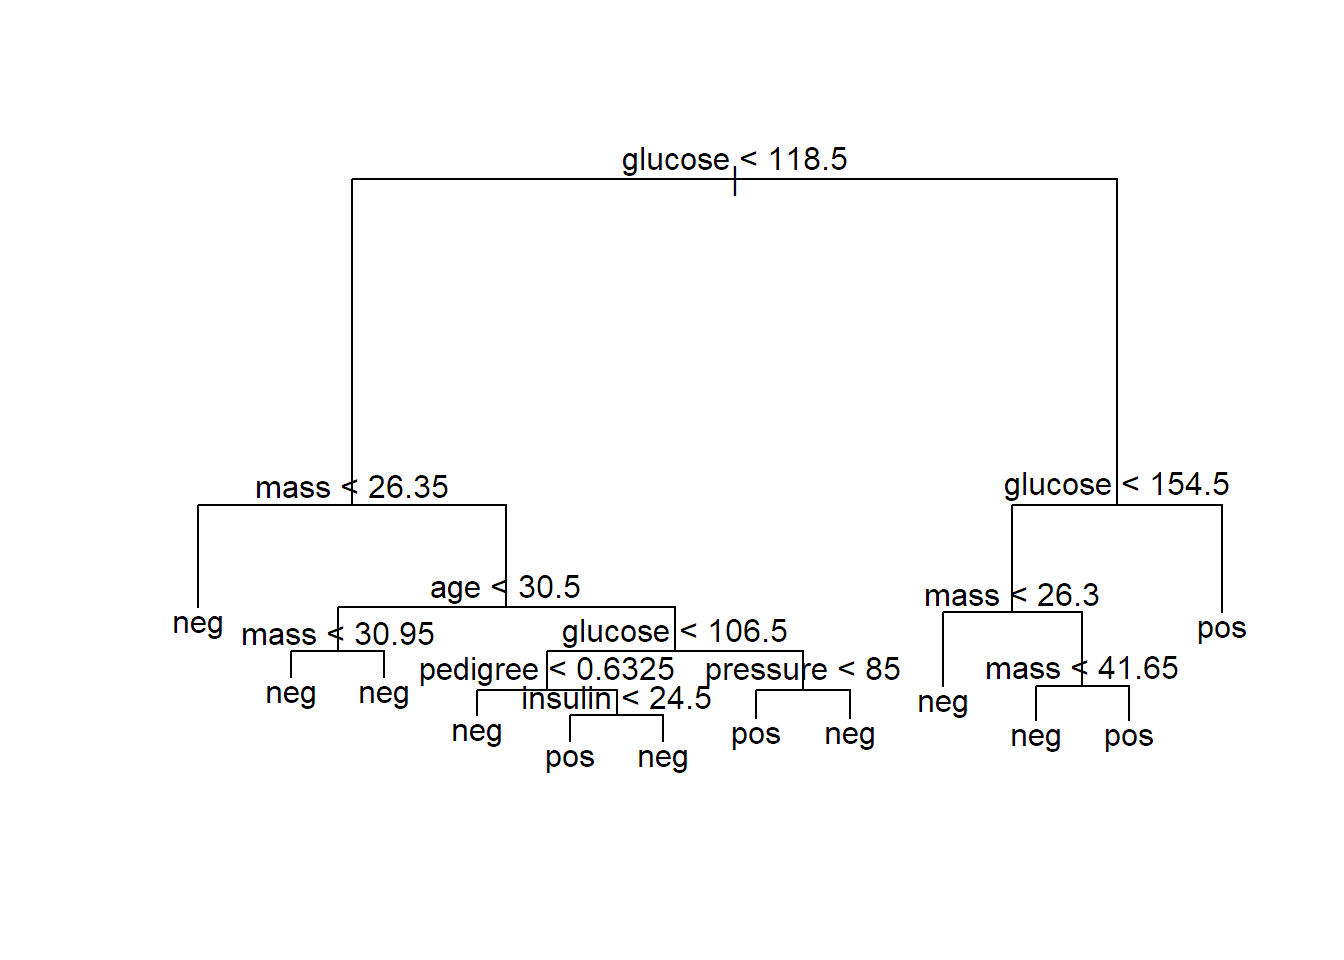 glucose < 118.5
mass < 26.35
glucose < 154.5
age < 30.5
mass < 26.3
neg
mass < 30.95
glucose < 106.5
pos
pedigree < 0.6325
pressure < 85
mass < 41.65
neg
neg
insulin < 24.5
neg
neg
pos
neg
neg
pos
pos
neg